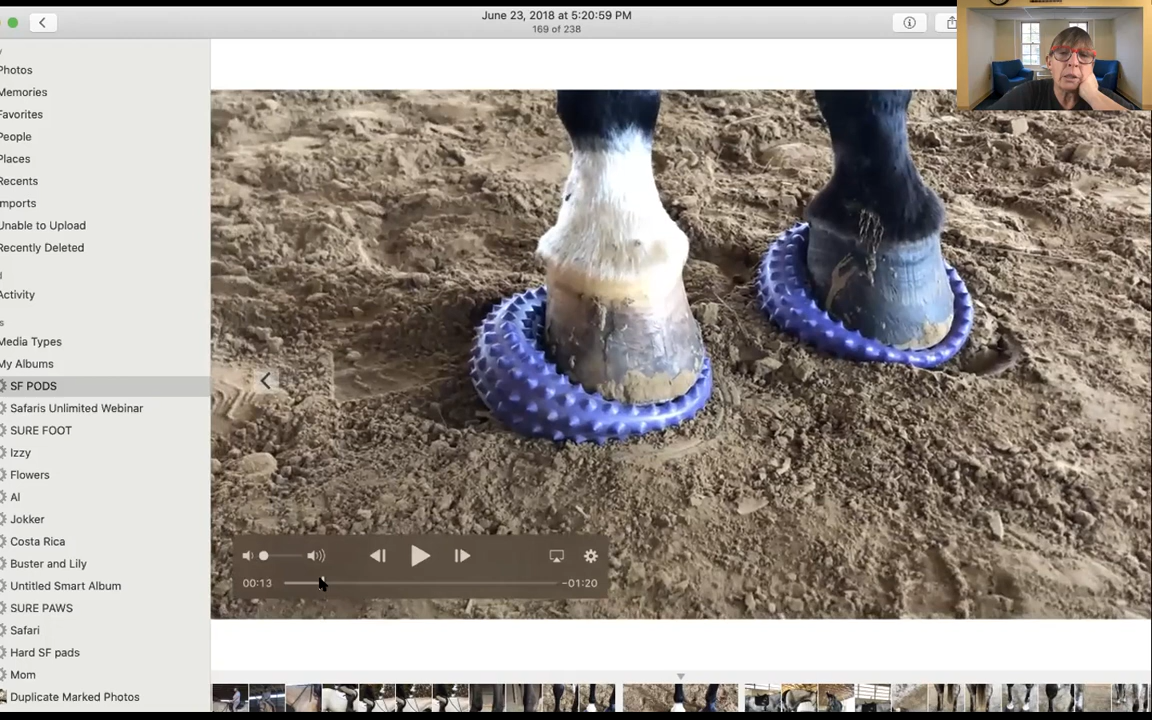 June 23, 2018 at 5:20:59 PM
169 of 238
Photos
Memories
Favorites
People
Places
Recents
mports
Unable to Upload
Recently Deleted
Activity
Media Types
My Albums
SF PODS
Safaris Unlimited Webinar
SURE FOOT
Izzy
Flowers
Al
Jokker
Costa Rica
Buster and Lily
Untitled Smart Album
SURE PAWS
Safari
Hard SF pads
Mom
Duplicate Marked Photos
00:13
−01:20